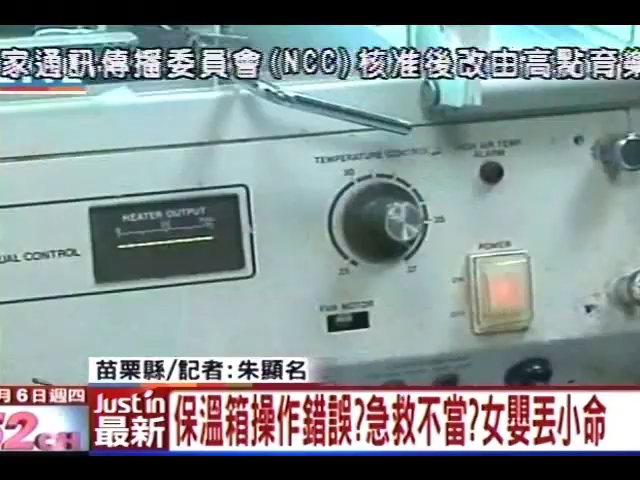 家通訊傳播委員會(NCC)核准後改由高點育樂
TEMPERATURE CONTROL
HIGH AIR TEMP
ALARM
30
HEATER OUTPUT
UAL CONTROL
35
25
37
POWER
FAN MOTOR
苗栗縣/記者:朱顯名
月6日週四
Just in
最新
保溫箱操作錯誤?急救不當?女嬰丟小命
52CH